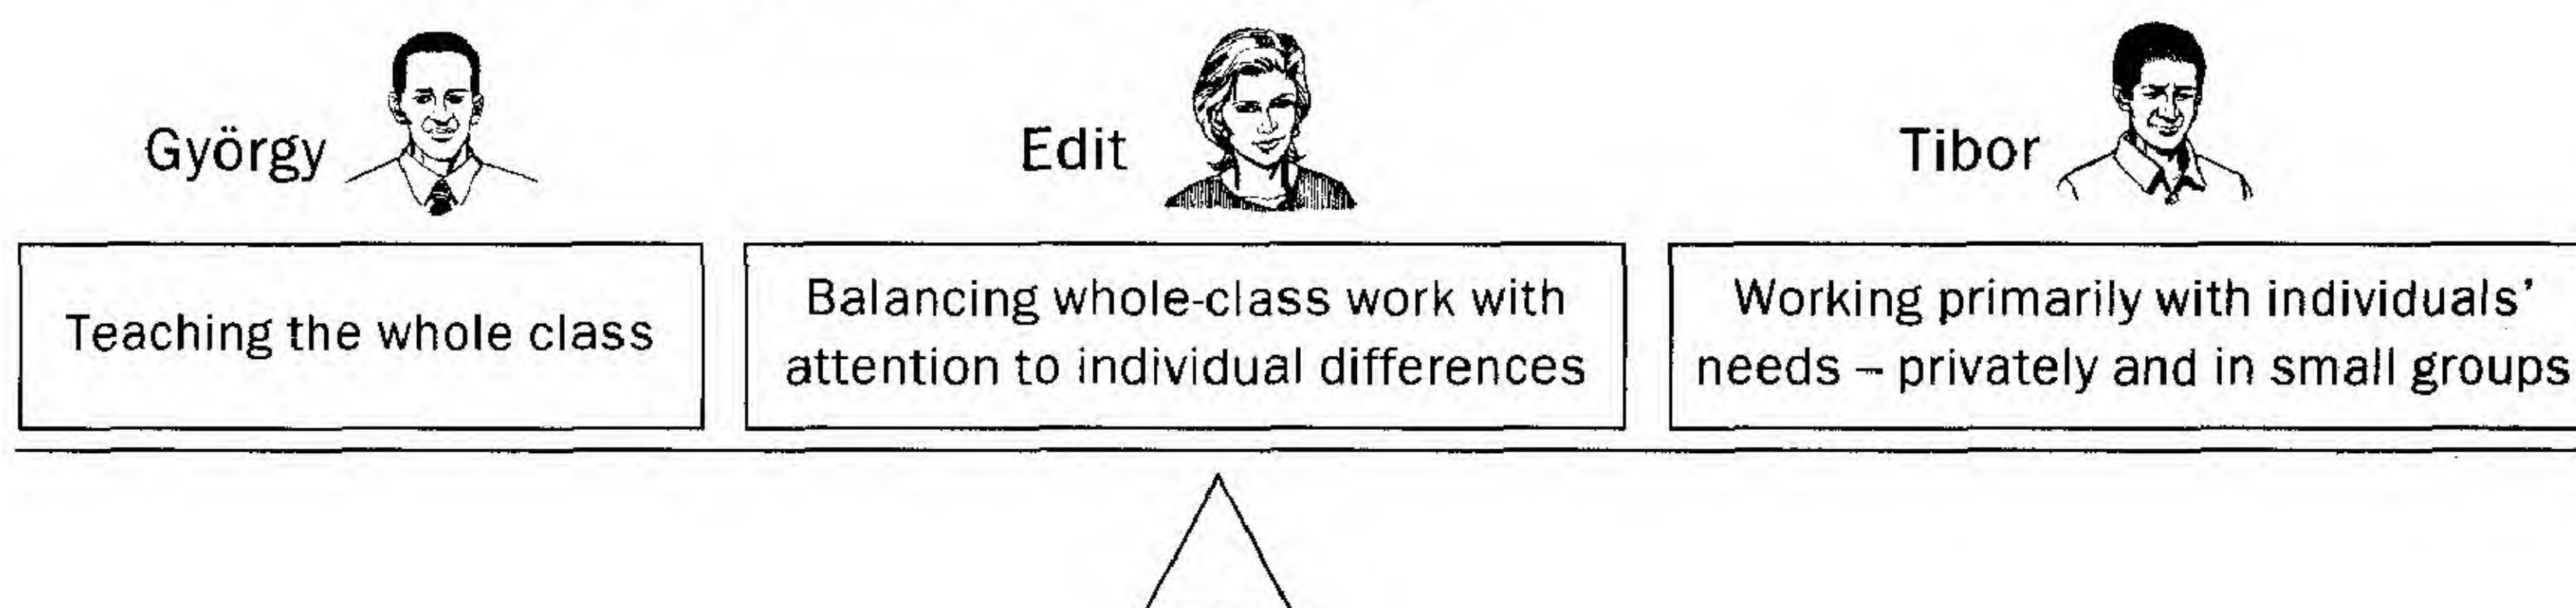 György
Edit
Tibor
Teaching the whole class
Balancing whole-class work with
attention to individual differences
Working primarily with individuals’
needs – privately and in small groups